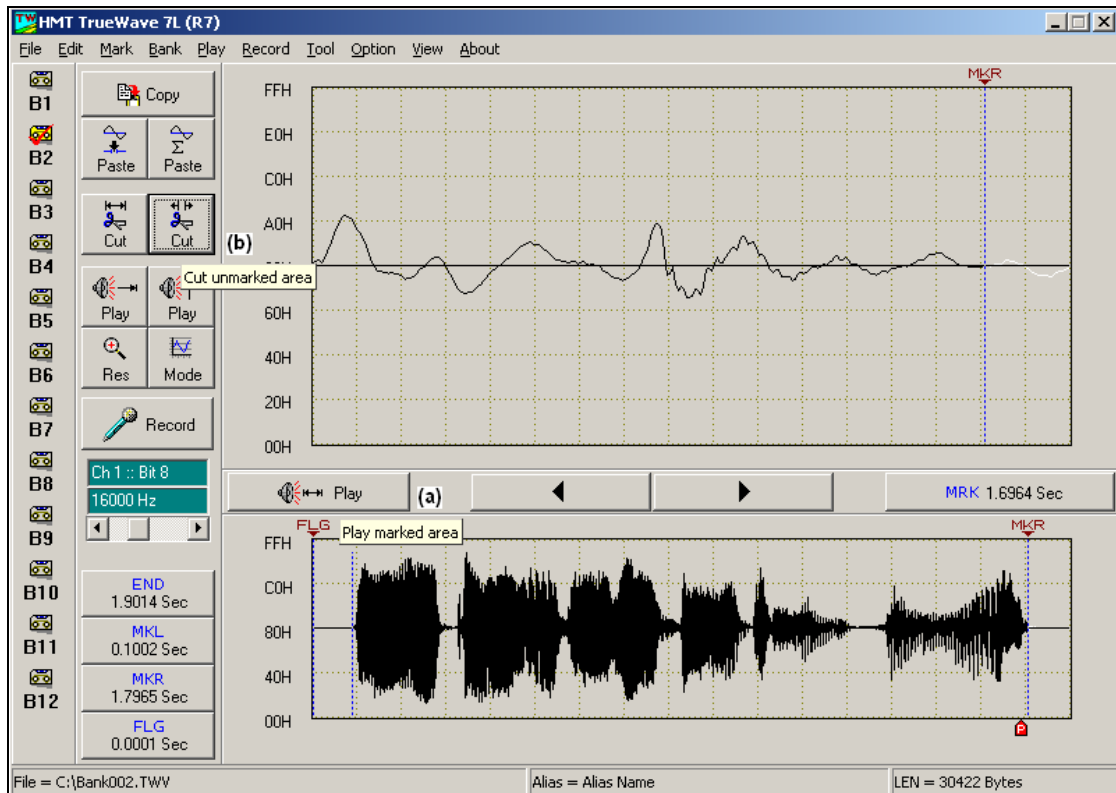 HMT TrueWave 7L (R7)
File Edit Mark Bank Play Record Tool Option View About
B1
B2
B3
B4
B5
B6
B7
B8
B9
B10
B11
B12
Copy
Paste Paste
Cut Cut
(b)
Cut unmarked area
Play Play
Res Mode
Record
Ch 1 :: Bit 8
16000 Hz
END
1.9014 Sec
MKL
0.1002 Sec
MKR
1.7965 Sec
FLG
0.0001 Sec
MKR
FFH
E0H
C0H
A0H
60H
40H
20H
00H
Play
(a)
MRK 1.6964 Sec
Play marked area
FLG
MKR
FFH
C0H
80H
40H
00H
P
File = C:\Bank002.TWV
Alias = Alias Name
LEN = 30422 Bytes